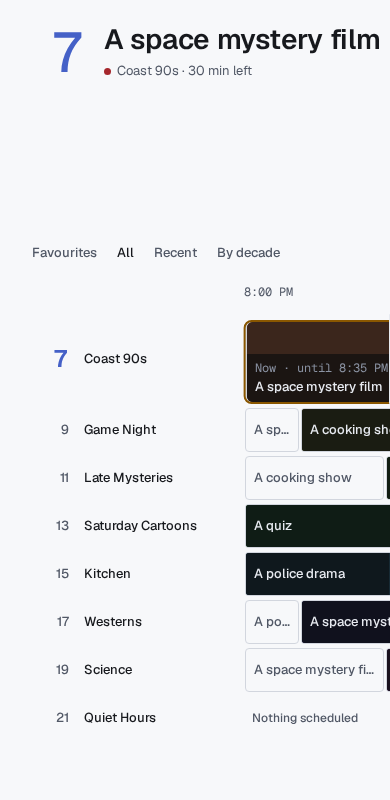 7
A space mystery film
Coast 90s · 30 min left
Favourites All Recent By decade
8:00 PM
7 Coast 90s
Now · until 8:35 PM
A space mystery film
9 Game Night A sp… A cooking sh
11 Late Mysteries A cooking show
13 Saturday Cartoons A quiz
15 Kitchen A police drama
17 Westerns A po… A space myst
19 Science A space mystery fi…
21 Quiet Hours Nothing scheduled